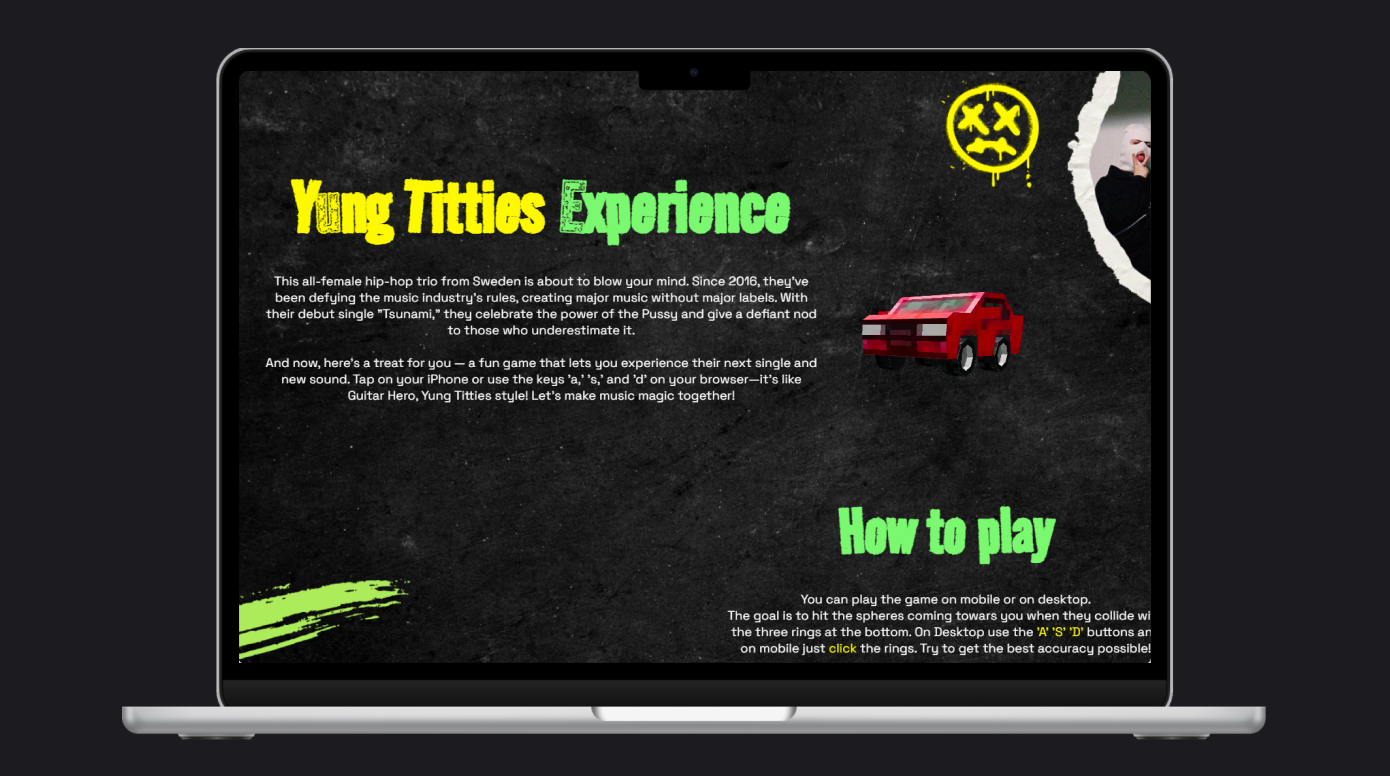 Yung Titties Experience
This all-female hip-hop trio from Sweden is about to blow your mind. Since 2016, they've
been defying the music industry's rules, creating major music without major labels. With
their debut single "Tsunami," they celebrate the power of the Pussy and give a defiant nod
to those who underestimate it.
And now, here's a treat for you — a fun game that lets you experience their next single and
new sound. Tap on your iPhone or use the keys 'a,' 's,' and 'd' on your browser—it's like
Guitar Hero, Yung Titties style! Let's make music magic together!
How to play
You can play the game on mobile or on desktop.
The goal is to hit the spheres coming towars you when they collide wi
the three rings at the bottom. On Desktop use the 'A' 'S' 'D' buttons an
on mobile just click the rings. Try to get the best accuracy possible!